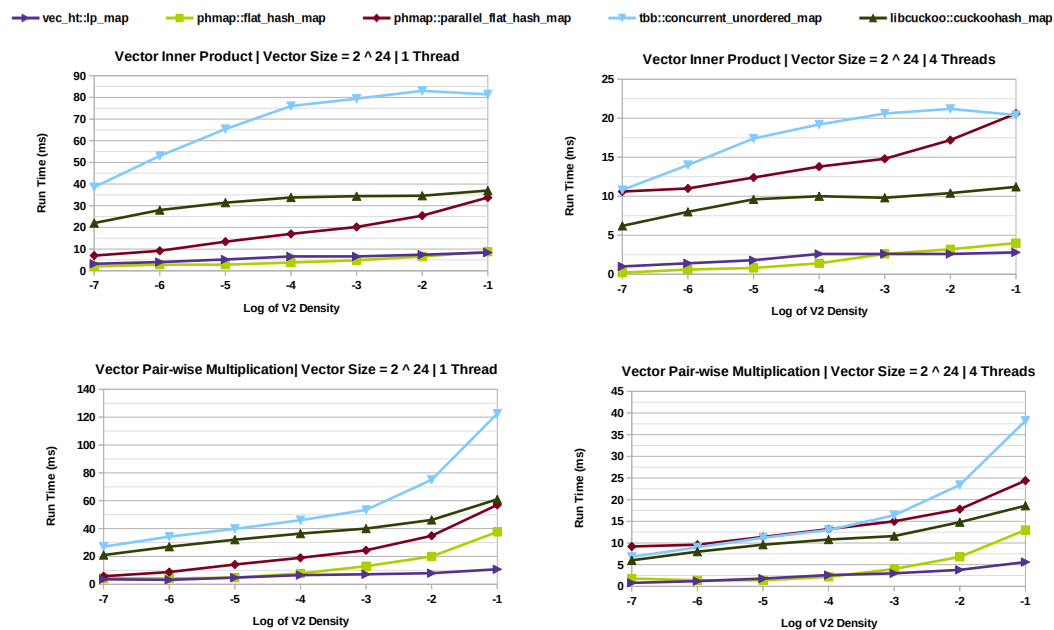 vec_ht::lp_map phmap::flat_hash_map phmap::parallel_flat_hash_map tbb::concurrent_unordered_map libcuckoo::cuckoohash_map
Vector Inner Product | Vector Size = 2 ^ 24 | 1 Thread
Run Time (ms)
90
80
70
60
50
40
30
20
10
0
-7 -6 -5 -4 -3 -2 -1
Log of V2 Density
Vector Inner Product | Vector Size = 2 ^ 24 | 4 Threads
Run Time (ms)
25
20
15
10
5
0
-7 -6 -5 -4 -3 -2 -1
Log of V2 Density
Vector Pair-wise Multiplication| Vector Size = 2 ^ 24 | 1 Thread
Run Time (ms)
140
120
100
80
60
40
20
0
-7 -6 -5 -4 -3 -2 -1
Log of V2 Density
Vector Pair-wise Multiplication | Vector Size = 2 ^ 24 | 4 Threads
Run Time (ms)
45
40
35
30
25
20
15
10
5
0
-7 -6 -5 -4 -3 -2 -1
Log of V2 Density